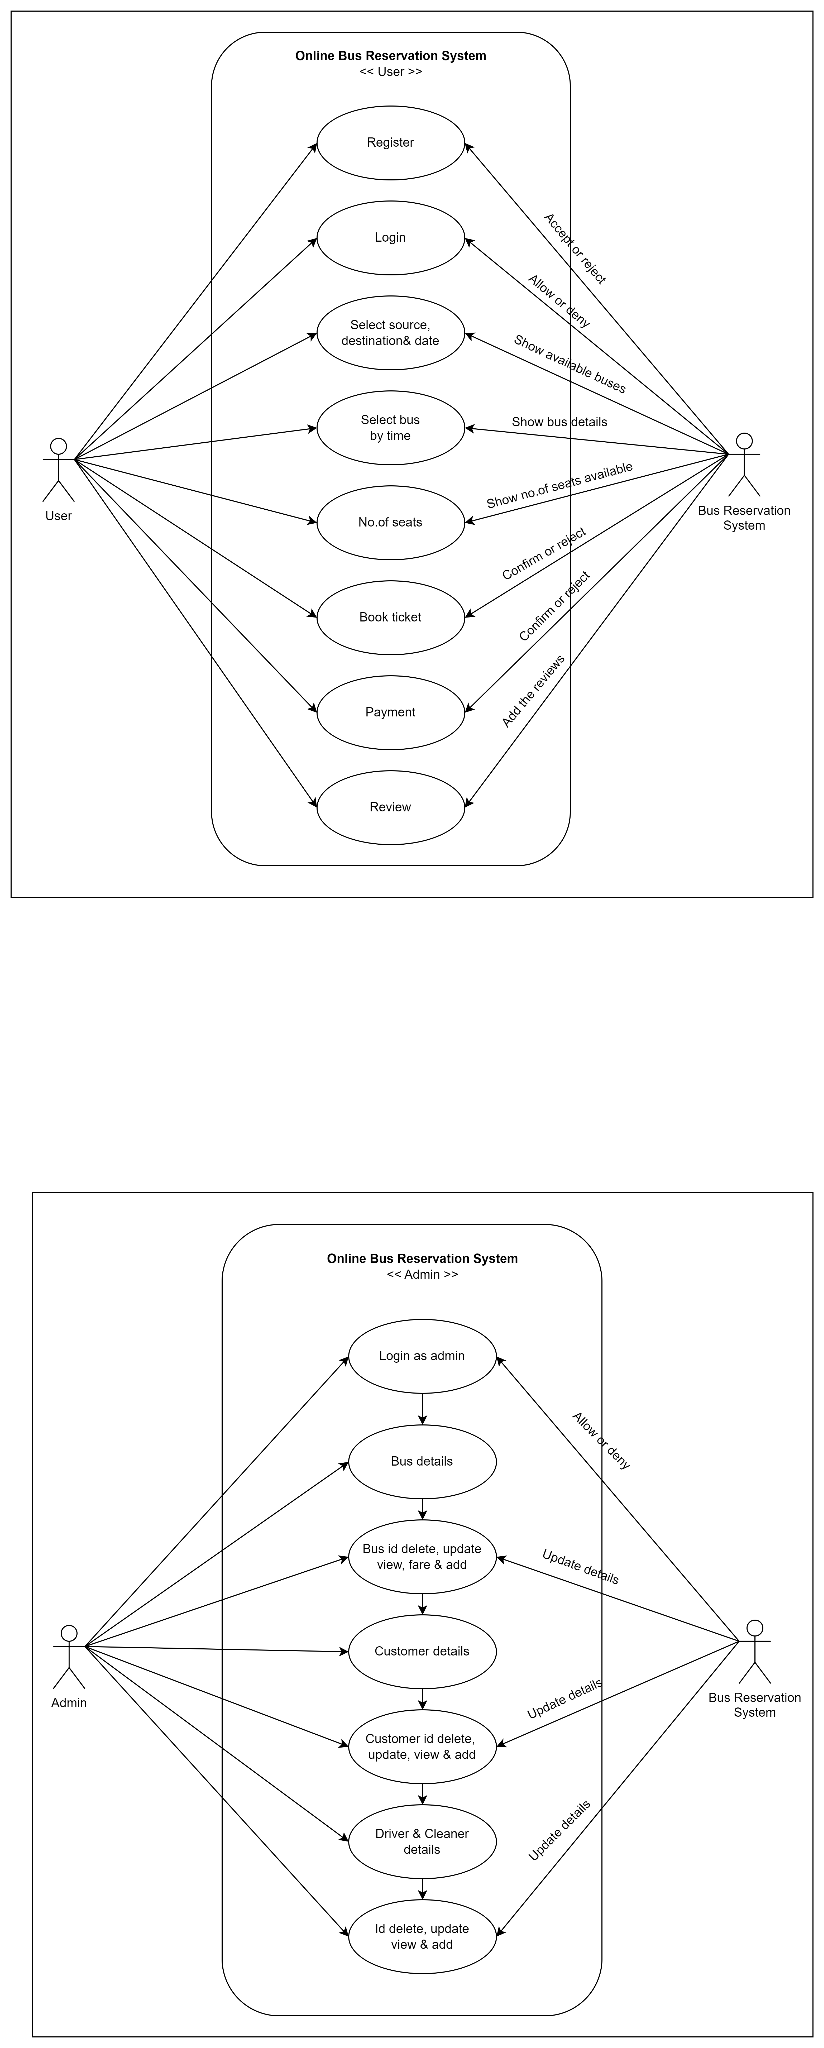 Online Bus Reservation System
<< User >>
Register
Accept or reject
Login
Allow or deny
Select source,
destination& date
Show available buses
Select bus
by time
Show bus details
User
Bus Reservation
System
No.of seats
Show no.of seats available
Book ticket
Confirm or reject
Payment
Confirm or reject
Review
Add the reviews
Online Bus Reservation System
<< Admin >>
Login as admin
Allow or deny
Bus details
Bus id delete, update
view, fare & add
Update details
Customer details
Admin
Bus Reservation
System
Customer id delete,
update, view & add
Update details
Driver & Cleaner
details
Update details
Id delete, update
view & add